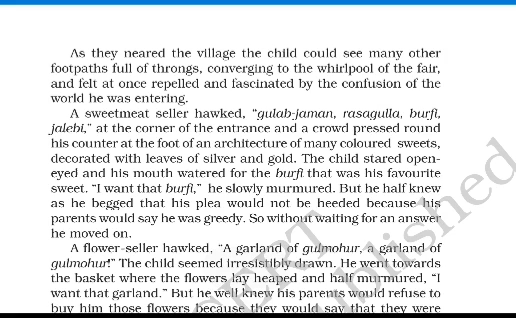 As they neared the village the child could see many other
footpaths full of throngs, converging to the whirlpool of the fair,
and felt at once repelled and fascinated by the confusion of the
world he was entering.
A sweetmeat seller hawked, “gulab-jaman, rasagulla, burfi,
jalebi,” at the corner of the entrance and a crowd pressed round
his counter at the foot of an architecture of many coloured sweets,
decorated with leaves of silver and gold. The child stared open-
eyed and his mouth watered for the burfi that was his favourite
sweet. “I want that burfi,” he slowly murmured. But he half knew
as he begged that his plea would not be heeded because his
parents would say he was greedy. So without waiting for an answer
he moved on.
A flower-seller hawked, “A garland of gulmohur, a garland of
gulmohur!” The child seemed irresistibly drawn. He went towards
the basket where the flowers lay heaped and half murmured, “I
want that garland.” But he well knew his parents would refuse to
buy him those flowers because they would say that they were